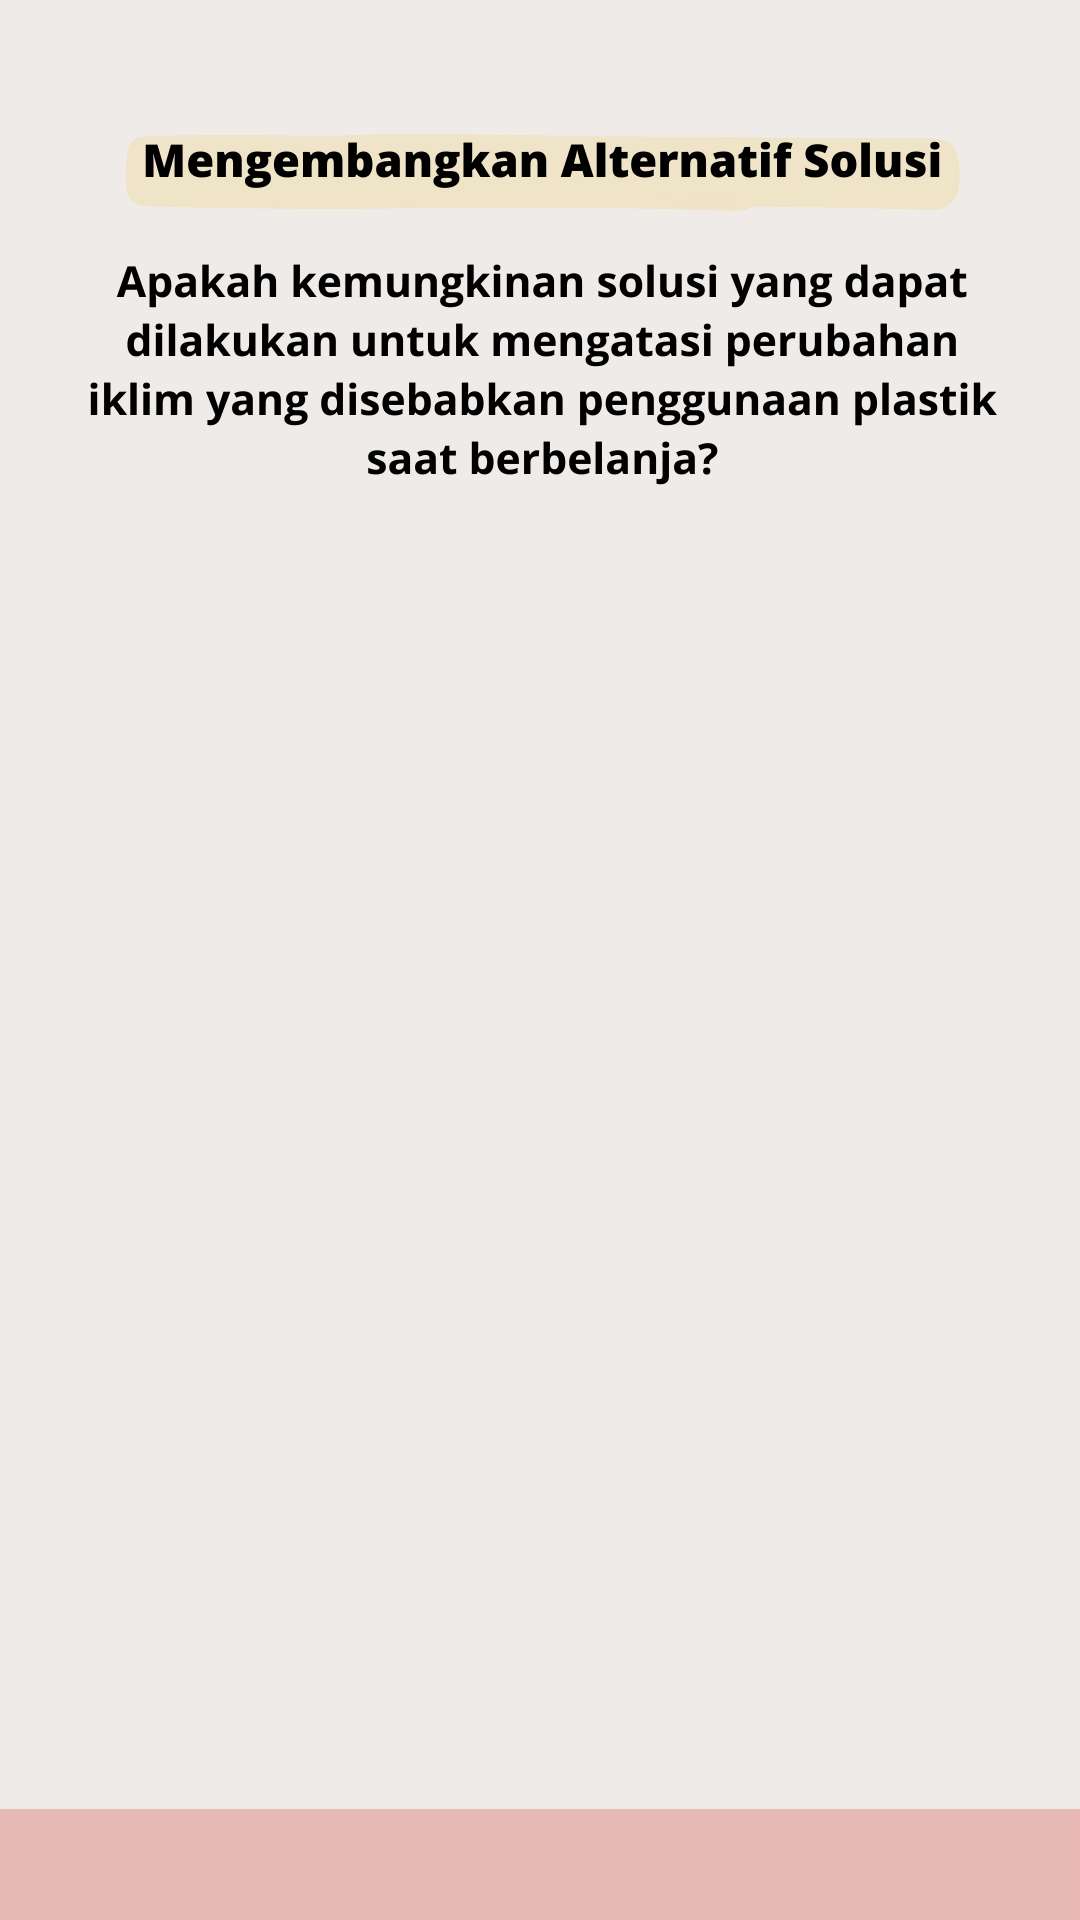 Mengembangkan Alternatif Solusi
Apakah kemungkinan solusi yang dapat
dilakukan untuk mengatasi perubahan
iklim yang disebabkan penggunaan plastik
saat berbelanja?